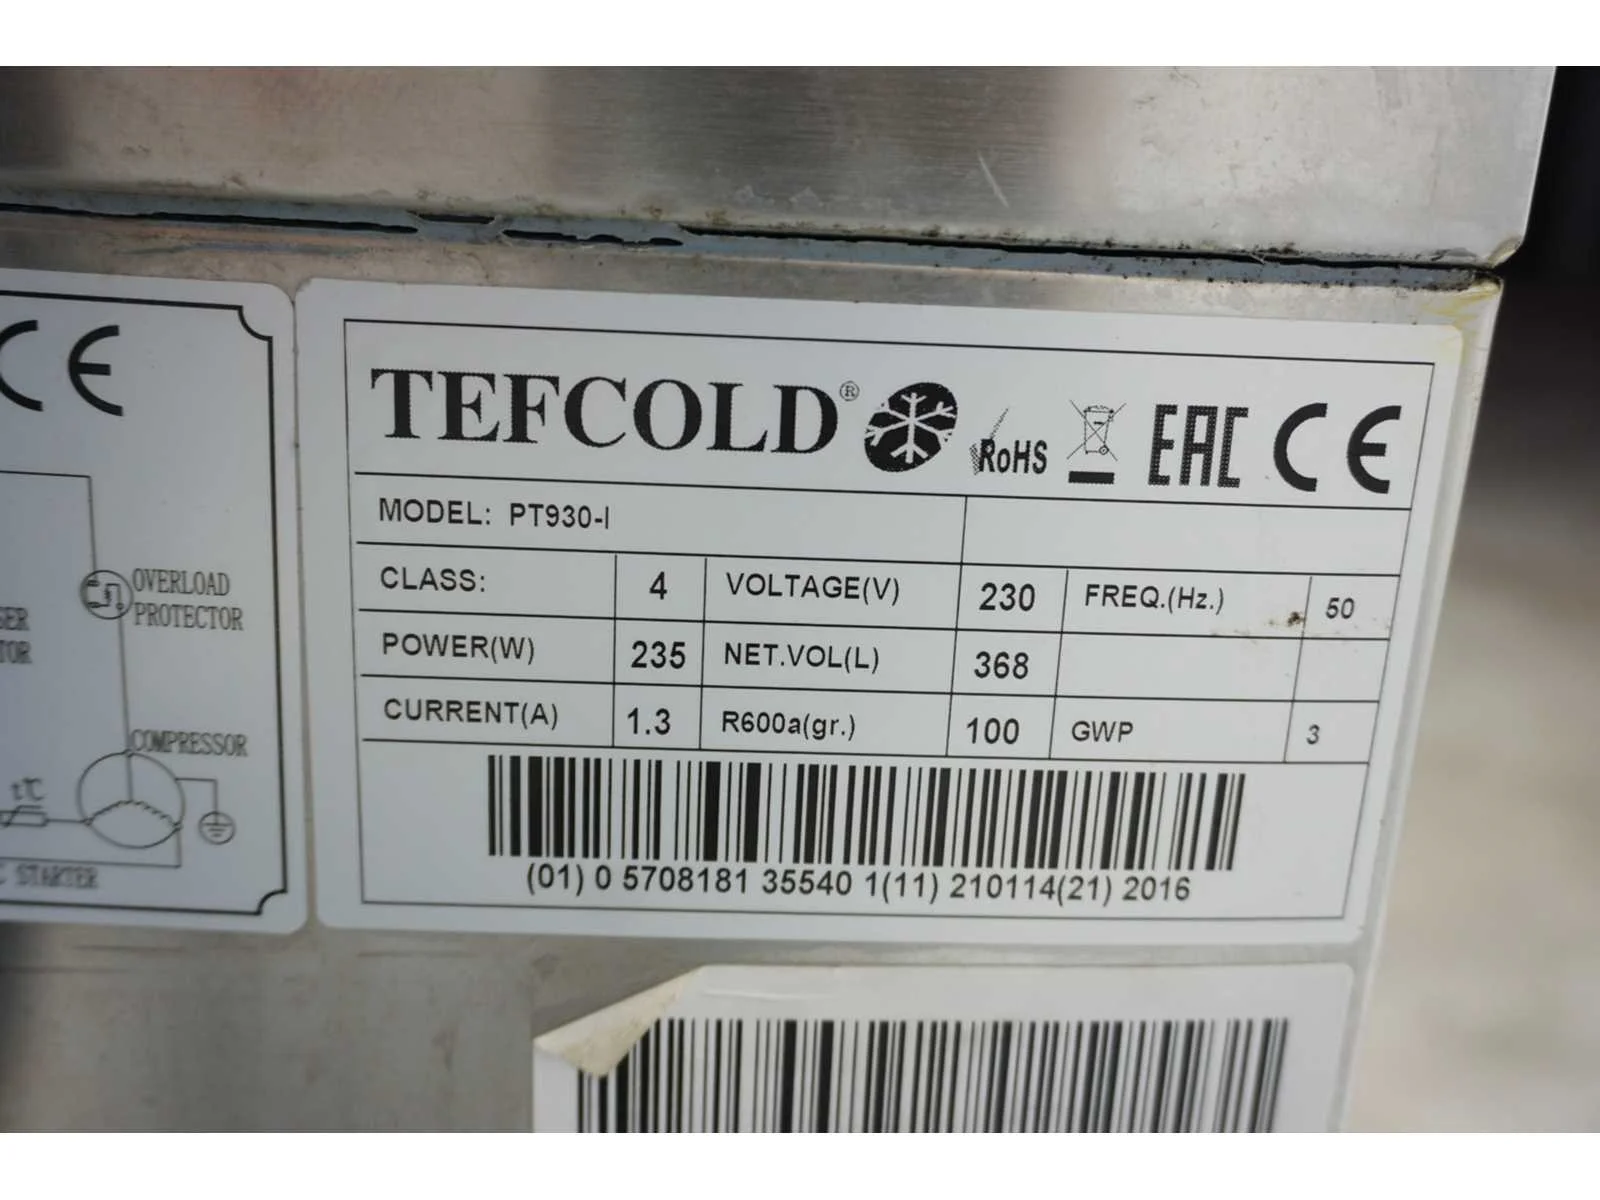 TEFCOLD® RoHS EAC CE
MODEL: PT930-I
CLASS: 4 VOLTAGE(V) 230 FREQ.(Hz.) 50
POWER(W) 235 NET.VOL(L) 368
CURRENT(A) 1.3 R600a(gr.) 100 GWP 3
(01) 0 5708181 35540 1(11) 210114(21) 2016
CE
OVERLOAD
PROTECTOR
COMPRESSOR
t°C
STARTER